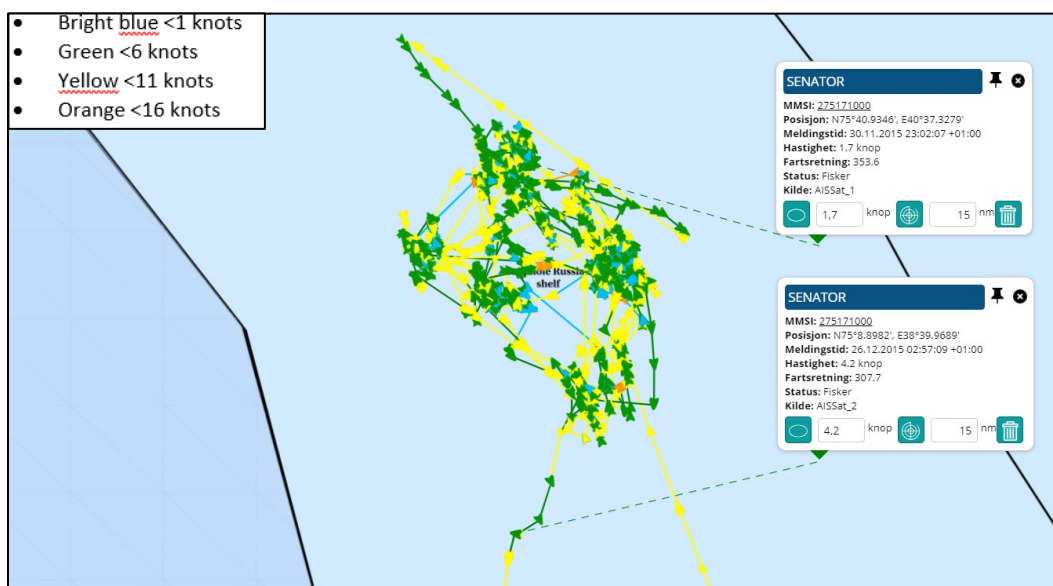 • Bright blue <1 knots
• Green <6 knots
• Yellow <11 knots
• Orange <16 knots
SENATOR
MMSI: 275171000
Posisjon: N75°40.9346', E40°37.3279'
Meldingstid: 30.11.2015 23:02:07 +01:00
Hastighet: 1.7 knop
Fartsretning: 353.6
Status: Fisker
Kilde: AISSat_1
1,7 knop 15 nm
Russia
shelf
SENATOR
MMSI: 275171000
Posisjon: N75°8.8982', E38°39.9689'
Meldingstid: 26.12.2015 02:57:09 +01:00
Hastighet: 4.2 knop
Fartsretning: 307.7
Status: Fisker
Kilde: AISSat_2
4,2 knop 15 nm